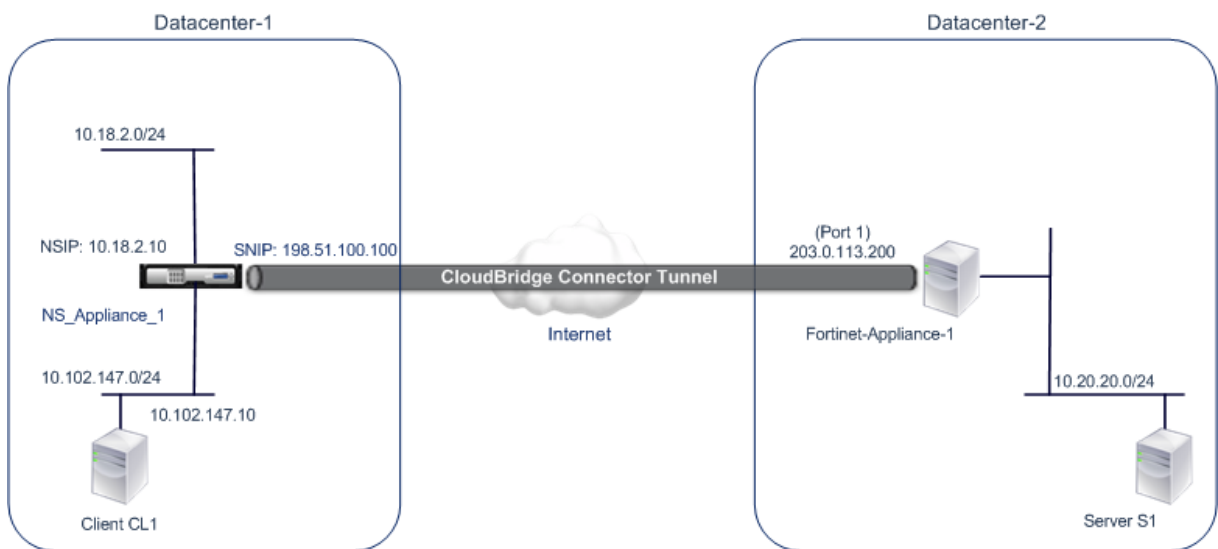 Datacenter-1
Datacenter-2
10.18.2.0/24
NSIP: 10.18.2.10
SNIP: 198.51.100.100
(Port 1)
203.0.113.200
CloudBridge Connector Tunnel
NS_Appliance_1
Internet
Fortinet-Appliance-1
10.102.147.0/24
10.102.147.10
10.20.20.0/24
Client CL1
Server S1